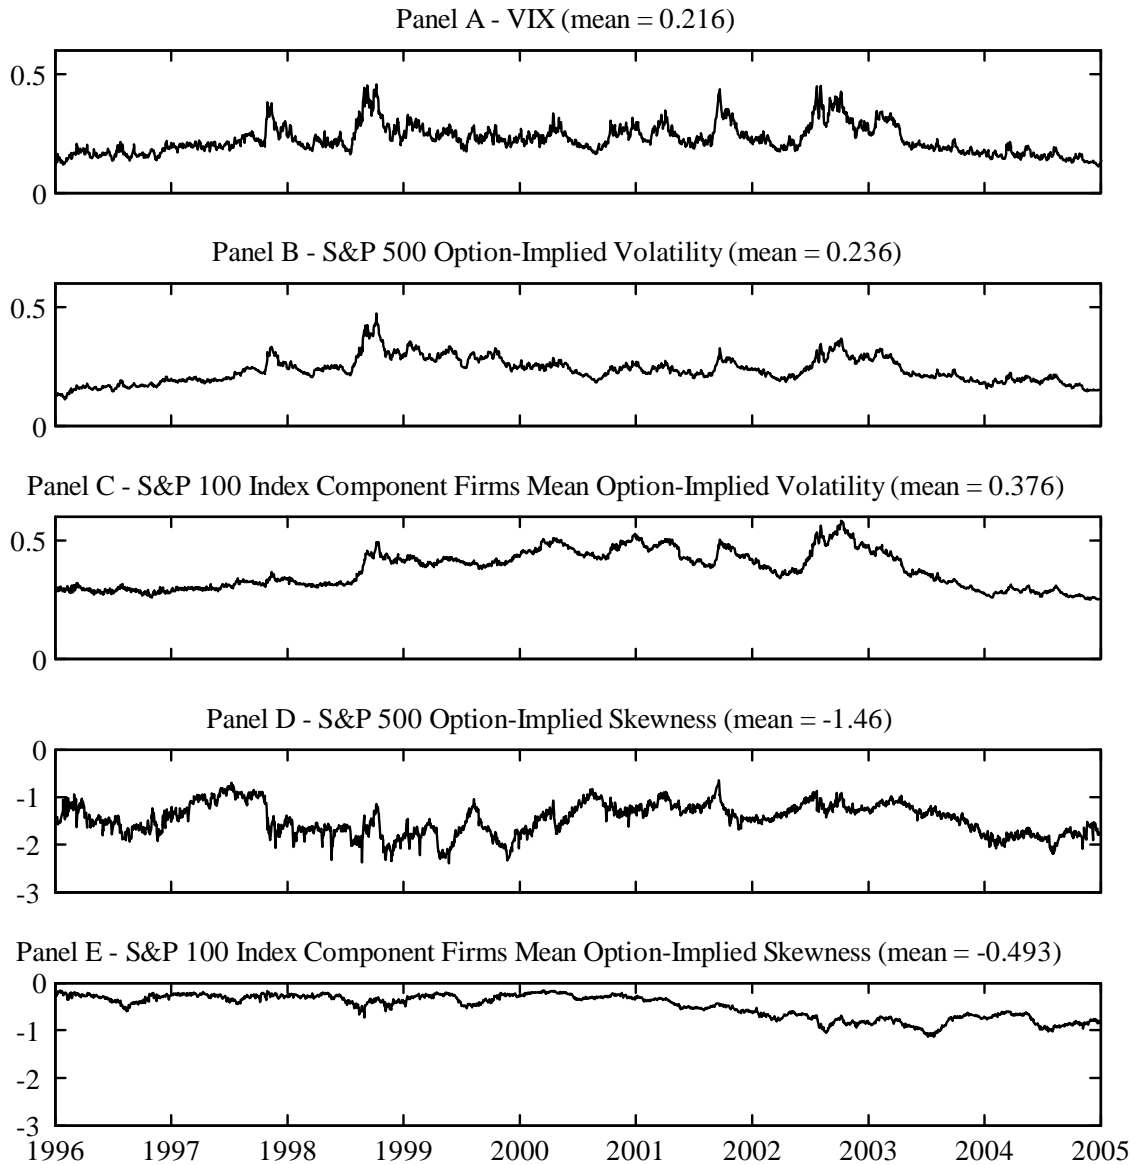 Panel A - VIX (mean = 0.216)
0.5
0
Panel B - S&P 500 Option-Implied Volatility (mean = 0.236)
0.5
0
Panel C - S&P 100 Index Component Firms Mean Option-Implied Volatility (mean = 0.376)
0.5
0
Panel D - S&P 500 Option-Implied Skewness (mean = -1.46)
0
-1
-2
-3
Panel E - S&P 100 Index Component Firms Mean Option-Implied Skewness (mean = -0.493)
0
-1
-2
-3
1996 1997 1998 1999 2000 2001 2002 2003 2004 2005